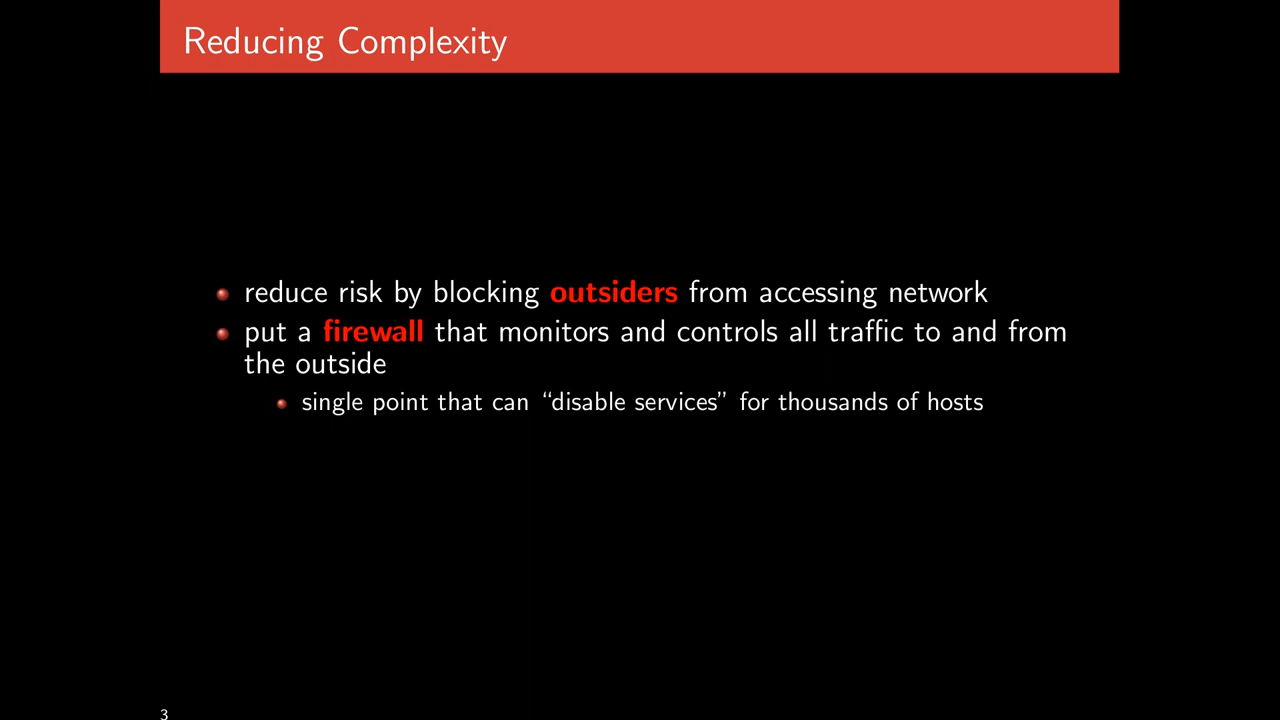 Reducing Complexity
reduce risk by blocking outsiders from accessing network
put a firewall that monitors and controls all traffic to and from
the outside
single point that can “disable services” for thousands of hosts
3